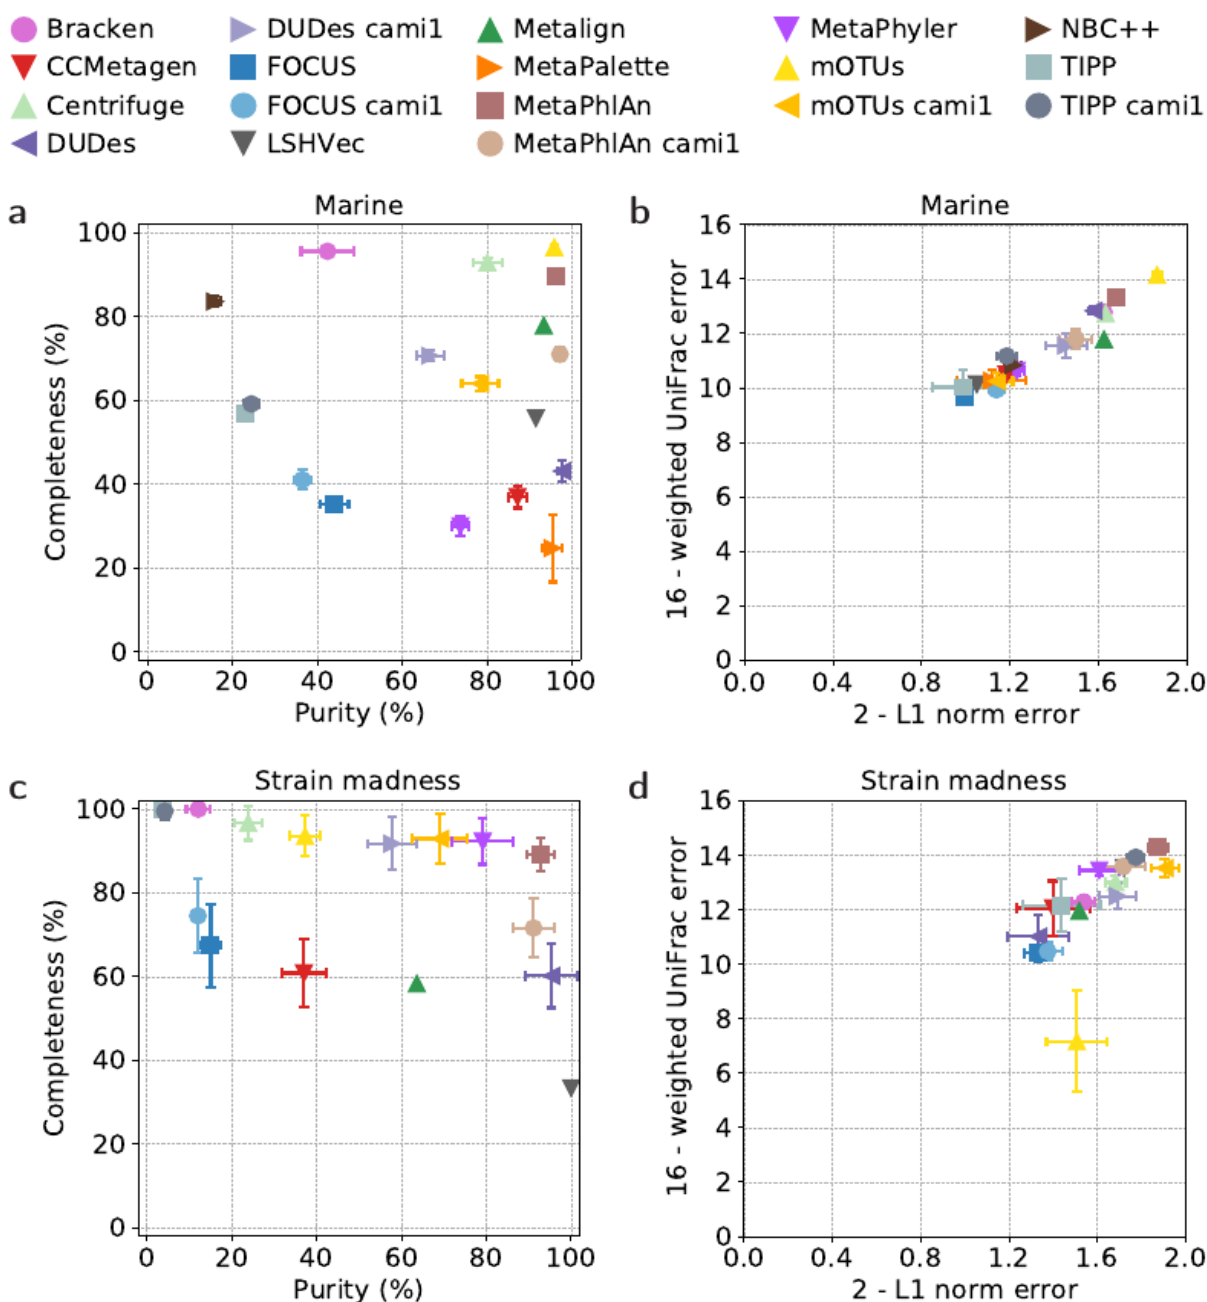 Bracken DUDes cami1 Metalign MetaPhyler NBC++
CCMetagen FOCUS MetaPalette mOTUs TIPP
Centrifuge FOCUS cami1 MetaPhlAn mOTUs cami1 TIPP cami1
DUDes LSHVec MetaPhlAn cami1
a
Marine
100
80
60
40
20
0
Completeness (%)
0 20 40 60 80 100
Purity (%)
b
Marine
16
14
12
10
8
6
4
2
0
16 - weighted UniFrac error
0.0 0.4 0.8 1.2 1.6 2.0
2 - L1 norm error
c
Strain madness
100
80
60
40
20
0
Completeness (%)
0 20 40 60 80 100
Purity (%)
d
Strain madness
16
14
12
10
8
6
4
2
0
16 - weighted UniFrac error
0.0 0.4 0.8 1.2 1.6 2.0
2 - L1 norm error